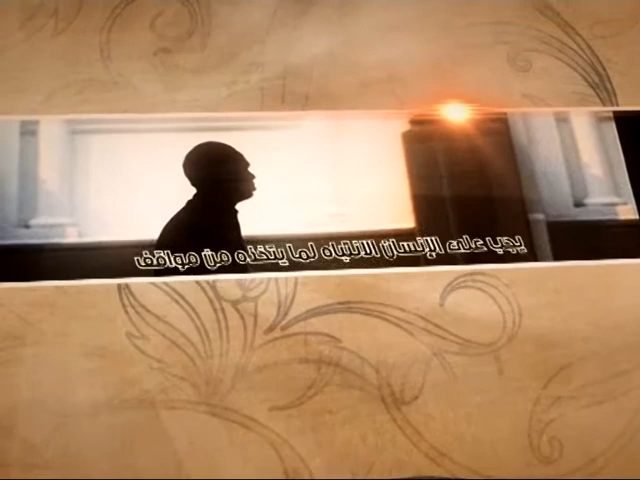 يجب على الإنسان الانتباه لما يتخذه من مواقف